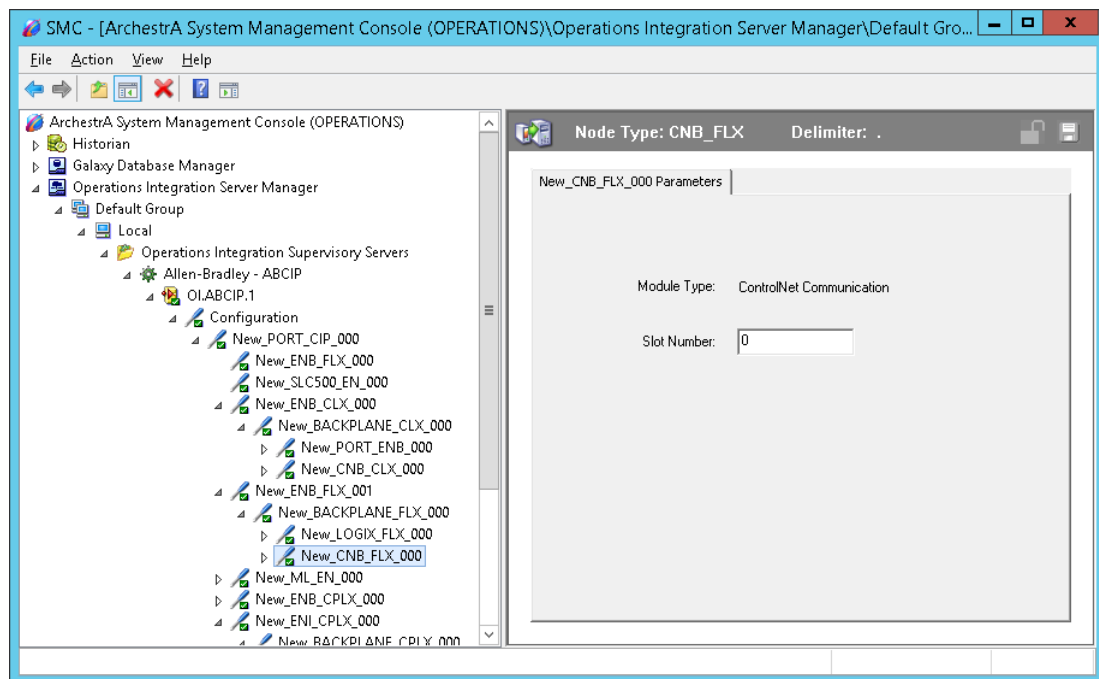 SMC - [ArchestrA System Management Console (OPERATIONS)\Operations Integration Server Manager\Default Gro...
File Action View Help
ArchestrA System Management Console (OPERATIONS)
Historian
Galaxy Database Manager
Operations Integration Server Manager
Default Group
Local
Operations Integration Supervisory Servers
Allen-Bradley - ABCIP
OI.ABCIP.1
Configuration
New_PORT_CIP_000
New_ENB_FLX_000
New_SLC500_EN_000
New_ENB_CLX_000
New_BACKPLANE_CLX_000
New_PORT_ENB_000
New_CNB_CLX_000
New_ENB_FLX_001
New_BACKPLANE_FLX_000
New_LOGIX_FLX_000
New_CNB_FLX_000
New_ML_EN_000
New_ENB_CPLX_000
New_ENI_CPLX_000
New_BACKPLANE_CPLX_000
Node Type: CNB_FLX Delimiter: .
New_CNB_FLX_000 Parameters
Module Type: ControlNet Communication
Slot Number: 0